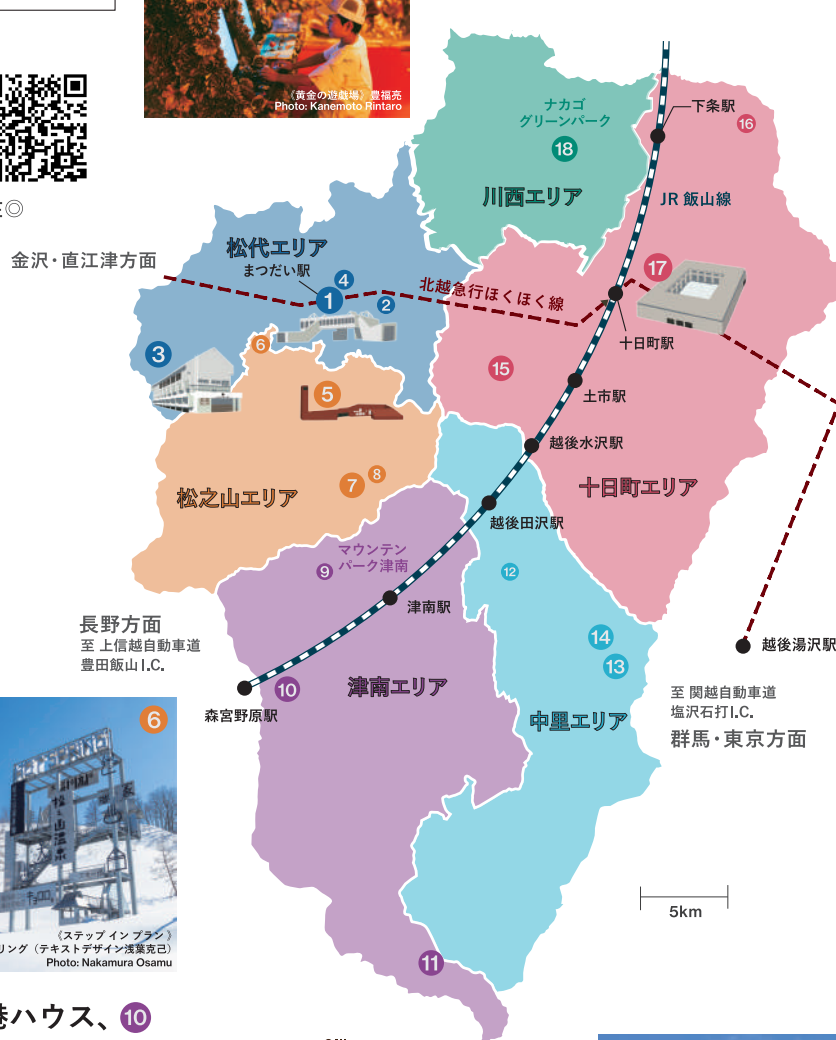 《黄金の遊戯場》豊福亮
Photo: Kanemoto Rintaro
ナカゴ
グリーンパーク
18
川西エリア
下条駅
16
JR 飯山線
金沢・直江津方面
松代エリア
まつだい駅
4
1
2
北越急行ほくほく線
17
十日町駅
3
6
5
15
土市駅
越後水沢駅
7
8
松之山エリア
十日町エリア
越後田沢駅
マウンテン
パーク津南
9
12
津南駅
長野方面
至 上信越自動車道
豊田飯山I.C.
14
13
越後湯沢駅
10
津南エリア
森宮野原駅
中里エリア
至 関越自動車道
塩沢石打I.C.
群馬・東京方面
6
松之山温泉
《ステップ イン プラン 》
リング（テキストデザイン浅葉克己）
Photo: Nakamura Osamu
5km
11
港ハウス、10